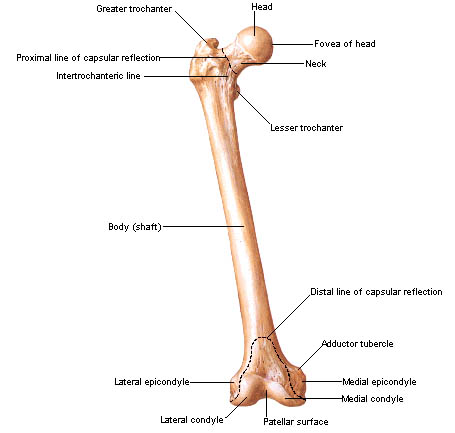 Head
Greater trochanter
Fovea of head
Proximal line of capsular reflection
Neck
Intertrochanteric line
Lesser trochanter
Body (shaft)
Distal line of capsular reflection
Adductor tubercle
Lateral epicondyle
Medial epicondyle
Medial condyle
Lateral condyle
Patellar surface